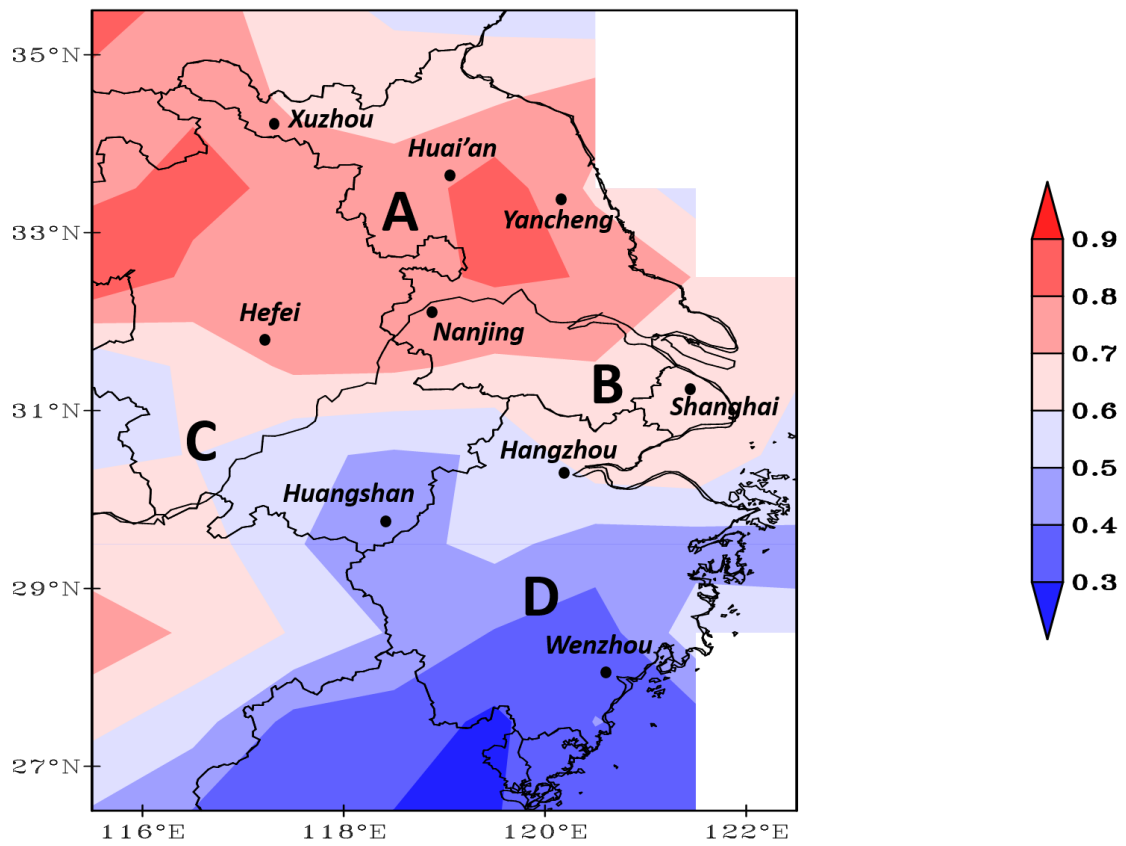 35°N
Xuzhou
Huai'an
A
33°N
Yancheng
Hefei
Nanjing
B
31°N
Shanghai
C
Hangzhou
Huangshan
29°N
D
Wenzhou
27°N
116°E 118°E 120°E 122°E
0.9
0.8
0.7
0.6
0.5
0.4
0.3